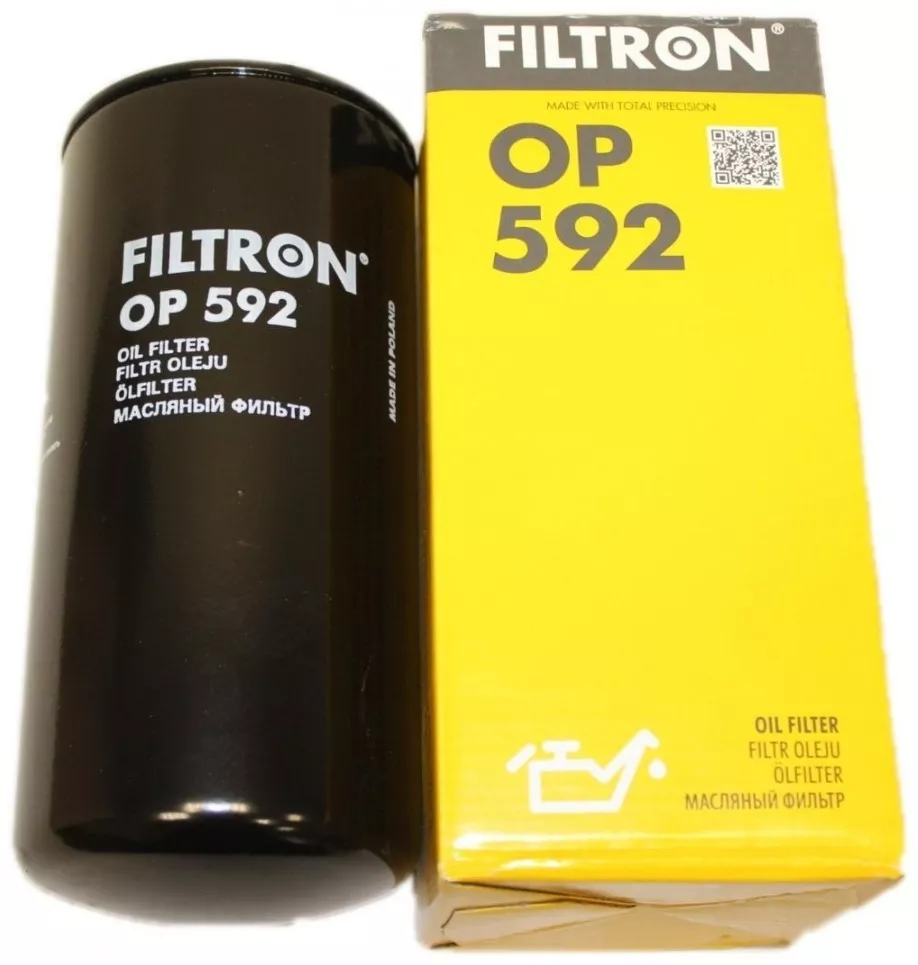 FILTRON®
OP 592
OIL FILTER
FILTR OLEJU
ÖLFILTER
МАСЛЯНЫЙ ФИЛЬТР
MADE IN POLAND
FILTRON®
MADE WITH TOTAL PRECISION
OP
592
OIL FILTER
FILTR OLEJU
ÖLFILTER
МАСЛЯНЫЙ ФИЛЬТР